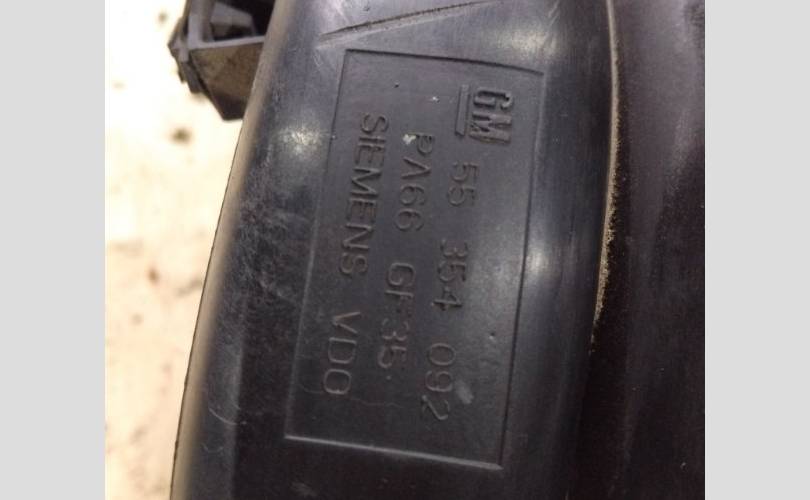 GM 55 354 092
PA66 GF35
SIEMENS VDO